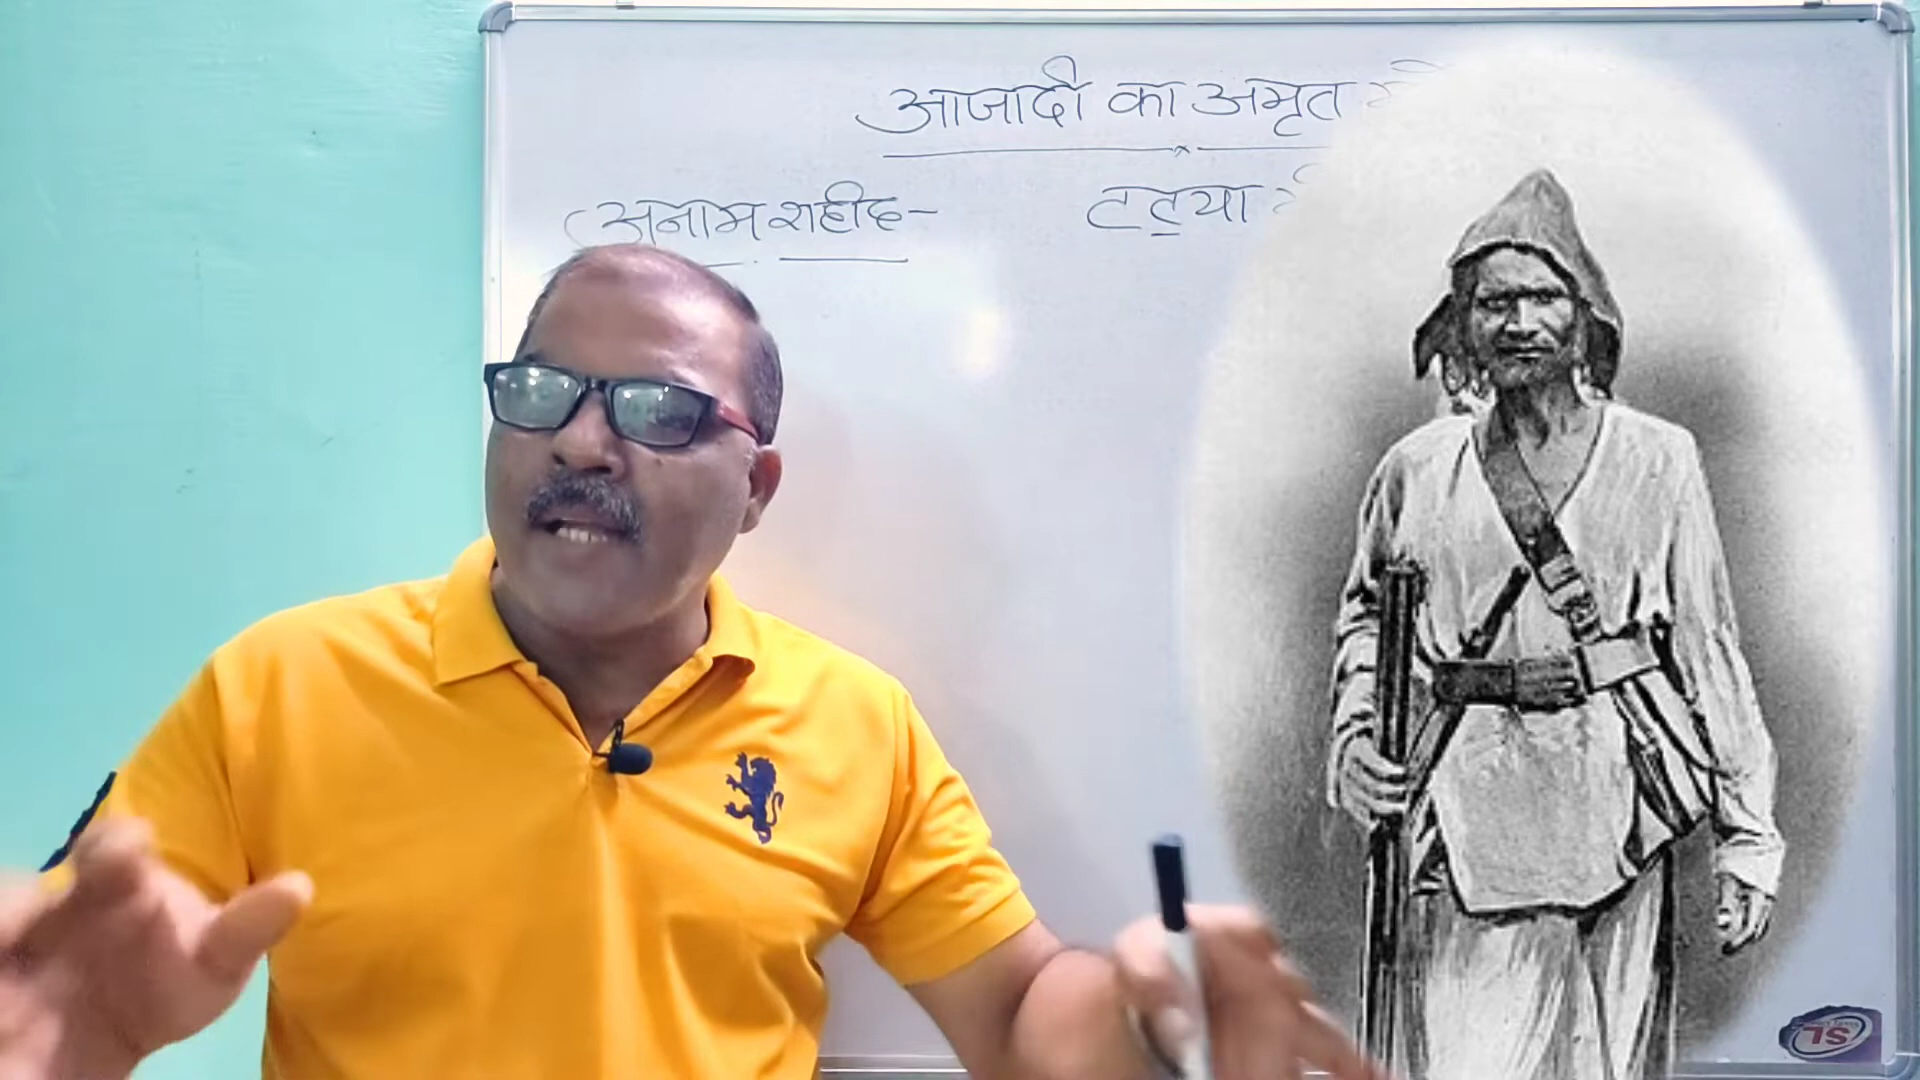 आजादी का अमृत
अनाम शहीद-
टट्या